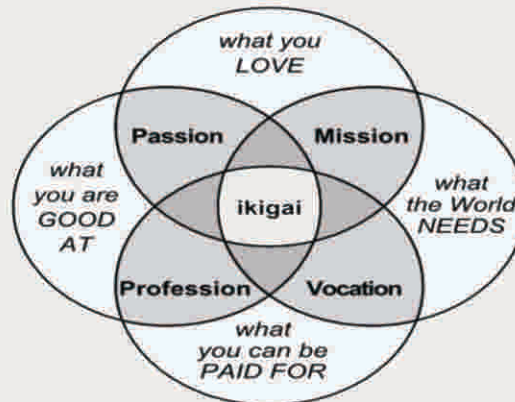 what you
LOVE
Passion
Mission
what
you are
GOOD
AT
ikigai
what
the World
NEEDS
Profession
Vocation
what
you can be
PAID FOR